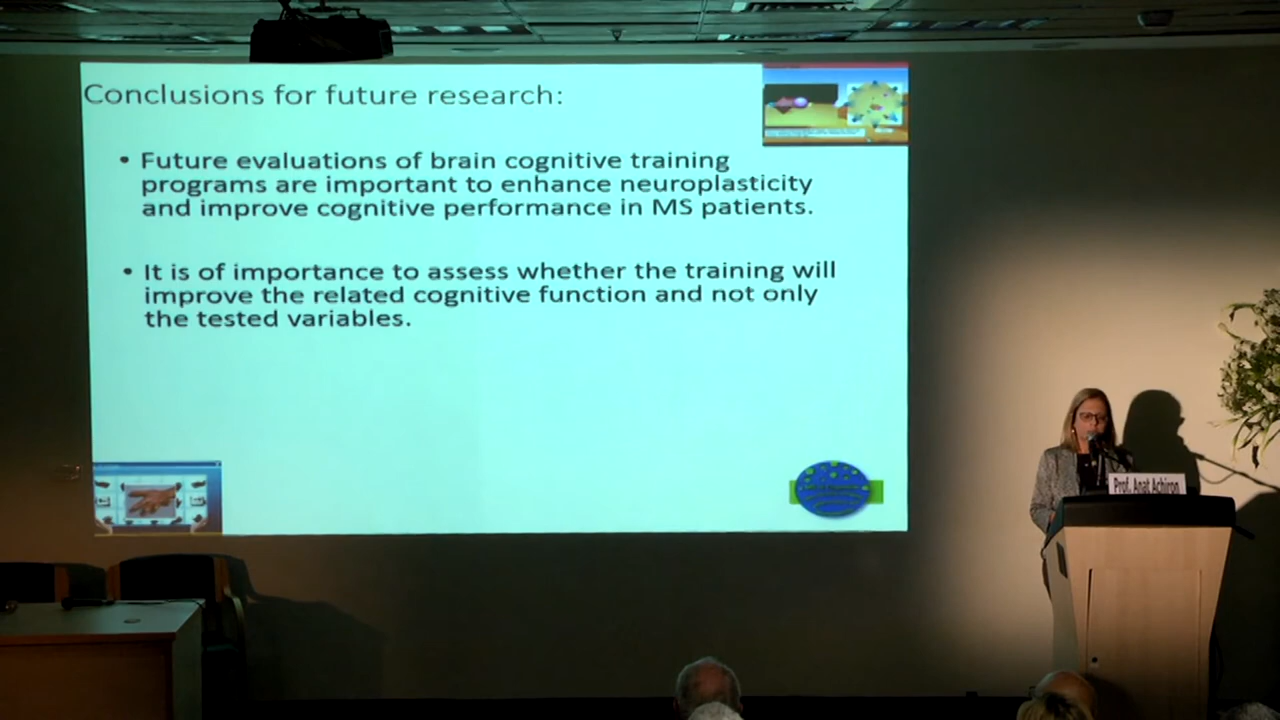 Conclusions for future research:
• Future evaluations of brain cognitive training
programs are important to enhance neuroplasticity
and improve cognitive performance in MS patients.
• It is of importance to assess whether the training will
improve the related cognitive function and not only
the tested variables.
Prof. Anat Achiron